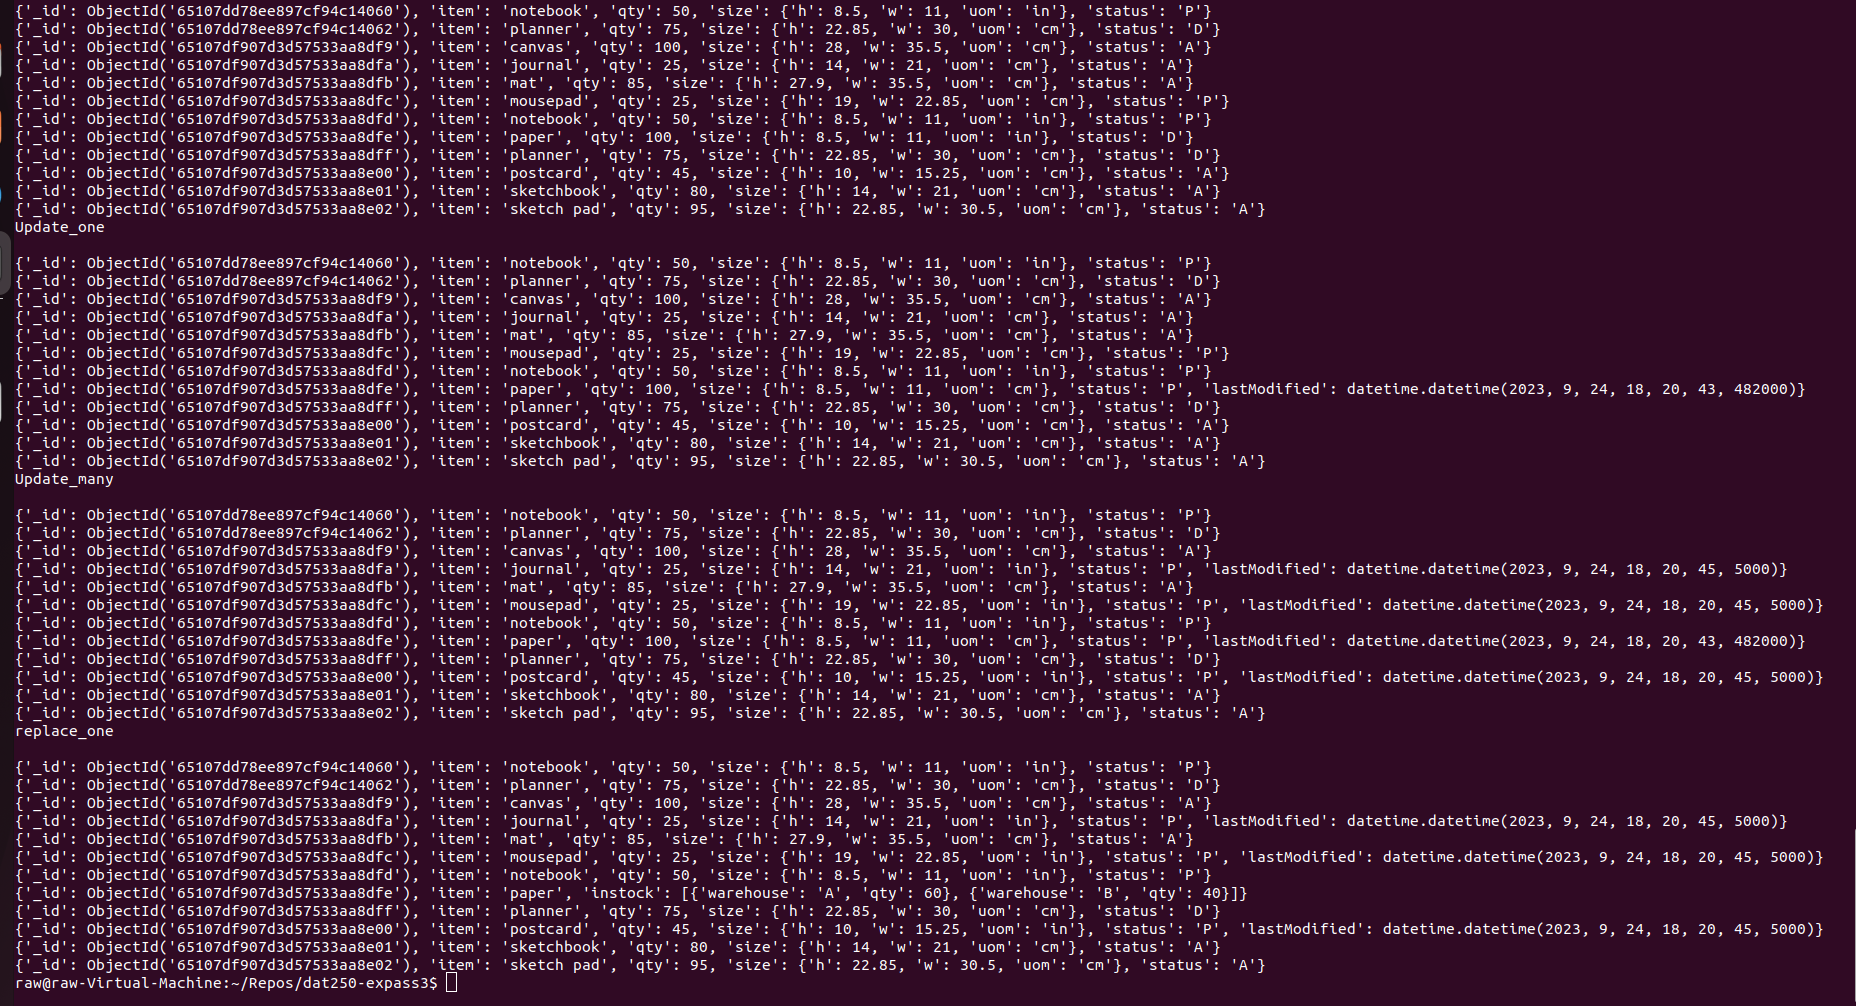 {'_id': ObjectId('65107dd78ee897cf94c14060'), 'item': 'notebook', 'qty': 50, 'size': {'h': 8.5, 'w': 11, 'uom': 'in'}, 'status': 'P'}
{'_id': ObjectId('65107dd78ee897cf94c14062'), 'item': 'planner', 'qty': 75, 'size': {'h': 22.85, 'w': 30, 'uom': 'cm'}, 'status': 'D'}
{'_id': ObjectId('65107df907d3d57533aa8df9'), 'item': 'canvas', 'qty': 100, 'size': {'h': 28, 'w': 35.5, 'uom': 'cm'}, 'status': 'A'}
{'_id': ObjectId('65107df907d3d57533aa8dfa'), 'item': 'journal', 'qty': 25, 'size': {'h': 14, 'w': 21, 'uom': 'cm'}, 'status': 'A'}
{'_id': ObjectId('65107df907d3d57533aa8dfb'), 'item': 'mat', 'qty': 85, 'size': {'h': 27.9, 'w': 35.5, 'uom': 'cm'}, 'status': 'A'}
{'_id': ObjectId('65107df907d3d57533aa8dfc'), 'item': 'mousepad', 'qty': 25, 'size': {'h': 19, 'w': 22.85, 'uom': 'cm'}, 'status': 'P'}
{'_id': ObjectId('65107df907d3d57533aa8dfd'), 'item': 'notebook', 'qty': 50, 'size': {'h': 8.5, 'w': 11, 'uom': 'in'}, 'status': 'P'}
{'_id': ObjectId('65107df907d3d57533aa8dfe'), 'item': 'paper', 'qty': 100, 'size': {'h': 8.5, 'w': 11, 'uom': 'in'}, 'status': 'D'}
{'_id': ObjectId('65107df907d3d57533aa8dff'), 'item': 'planner', 'qty': 75, 'size': {'h': 22.85, 'w': 30, 'uom': 'cm'}, 'status': 'D'}
{'_id': ObjectId('65107df907d3d57533aa8e00'), 'item': 'postcard', 'qty': 45, 'size': {'h': 10, 'w': 15.25, 'uom': 'cm'}, 'status': 'A'}
{'_id': ObjectId('65107df907d3d57533aa8e01'), 'item': 'sketchbook', 'qty': 80, 'size': {'h': 14, 'w': 21, 'uom': 'cm'}, 'status': 'A'}
{'_id': ObjectId('65107df907d3d57533aa8e02'), 'item': 'sketch pad', 'qty': 95, 'size': {'h': 22.85, 'w': 30.5, 'uom': 'cm'}, 'status': 'A'}
Update_one
{'_id': ObjectId('65107dd78ee897cf94c14060'), 'item': 'notebook', 'qty': 50, 'size': {'h': 8.5, 'w': 11, 'uom': 'in'}, 'status': 'P'}
{'_id': ObjectId('65107dd78ee897cf94c14062'), 'item': 'planner', 'qty': 75, 'size': {'h': 22.85, 'w': 30, 'uom': 'cm'}, 'status': 'D'}
{'_id': ObjectId('65107df907d3d57533aa8df9'), 'item': 'canvas', 'qty': 100, 'size': {'h': 28, 'w': 35.5, 'uom': 'cm'}, 'status': 'A'}
{'_id': ObjectId('65107df907d3d57533aa8dfa'), 'item': 'journal', 'qty': 25, 'size': {'h': 14, 'w': 21, 'uom': 'cm'}, 'status': 'A'}
{'_id': ObjectId('65107df907d3d57533aa8dfb'), 'item': 'mat', 'qty': 85, 'size': {'h': 27.9, 'w': 35.5, 'uom': 'cm'}, 'status': 'A'}
{'_id': ObjectId('65107df907d3d57533aa8dfc'), 'item': 'mousepad', 'qty': 25, 'size': {'h': 19, 'w': 22.85, 'uom': 'cm'}, 'status': 'P'}
{'_id': ObjectId('65107df907d3d57533aa8dfd'), 'item': 'notebook', 'qty': 50, 'size': {'h': 8.5, 'w': 11, 'uom': 'in'}, 'status': 'P'}
{'_id': ObjectId('65107df907d3d57533aa8dfe'), 'item': 'paper', 'qty': 100, 'size': {'h': 8.5, 'w': 11, 'uom': 'cm'}, 'status': 'P', 'lastModified': datetime.datetime(2023, 9, 24, 18, 20, 43, 482000)}
{'_id': ObjectId('65107df907d3d57533aa8dff'), 'item': 'planner', 'qty': 75, 'size': {'h': 22.85, 'w': 30, 'uom': 'cm'}, 'status': 'D'}
{'_id': ObjectId('65107df907d3d57533aa8e00'), 'item': 'postcard', 'qty': 45, 'size': {'h': 10, 'w': 15.25, 'uom': 'cm'}, 'status': 'A'}
{'_id': ObjectId('65107df907d3d57533aa8e01'), 'item': 'sketchbook', 'qty': 80, 'size': {'h': 14, 'w': 21, 'uom': 'cm'}, 'status': 'A'}
{'_id': ObjectId('65107df907d3d57533aa8e02'), 'item': 'sketch pad', 'qty': 95, 'size': {'h': 22.85, 'w': 30.5, 'uom': 'cm'}, 'status': 'A'}
Update_many
{'_id': ObjectId('65107dd78ee897cf94c14060'), 'item': 'notebook', 'qty': 50, 'size': {'h': 8.5, 'w': 11, 'uom': 'in'}, 'status': 'P'}
{'_id': ObjectId('65107dd78ee897cf94c14062'), 'item': 'planner', 'qty': 75, 'size': {'h': 22.85, 'w': 30, 'uom': 'cm'}, 'status': 'D'}
{'_id': ObjectId('65107df907d3d57533aa8df9'), 'item': 'canvas', 'qty': 100, 'size': {'h': 28, 'w': 35.5, 'uom': 'cm'}, 'status': 'A'}
{'_id': ObjectId('65107df907d3d57533aa8dfa'), 'item': 'journal', 'qty': 25, 'size': {'h': 14, 'w': 21, 'uom': 'in'}, 'status': 'P', 'lastModified': datetime.datetime(2023, 9, 24, 18, 20, 45, 5000)}
{'_id': ObjectId('65107df907d3d57533aa8dfb'), 'item': 'mat', 'qty': 85, 'size': {'h': 27.9, 'w': 35.5, 'uom': 'cm'}, 'status': 'A'}
{'_id': ObjectId('65107df907d3d57533aa8dfc'), 'item': 'mousepad', 'qty': 25, 'size': {'h': 19, 'w': 22.85, 'uom': 'in'}, 'status': 'P', 'lastModified': datetime.datetime(2023, 9, 24, 18, 20, 45, 5000)}
{'_id': ObjectId('65107df907d3d57533aa8dfd'), 'item': 'notebook', 'qty': 50, 'size': {'h': 8.5, 'w': 11, 'uom': 'in'}, 'status': 'P'}
{'_id': ObjectId('65107df907d3d57533aa8dfe'), 'item': 'paper', 'qty': 100, 'size': {'h': 8.5, 'w': 11, 'uom': 'cm'}, 'status': 'P', 'lastModified': datetime.datetime(2023, 9, 24, 18, 20, 43, 482000)}
{'_id': ObjectId('65107df907d3d57533aa8dff'), 'item': 'planner', 'qty': 75, 'size': {'h': 22.85, 'w': 30, 'uom': 'cm'}, 'status': 'D'}
{'_id': ObjectId('65107df907d3d57533aa8e00'), 'item': 'postcard', 'qty': 45, 'size': {'h': 10, 'w': 15.25, 'uom': 'in'}, 'status': 'P', 'lastModified': datetime.datetime(2023, 9, 24, 18, 20, 45, 5000)}
{'_id': ObjectId('65107df907d3d57533aa8e01'), 'item': 'sketchbook', 'qty': 80, 'size': {'h': 14, 'w': 21, 'uom': 'cm'}, 'status': 'A'}
{'_id': ObjectId('65107df907d3d57533aa8e02'), 'item': 'sketch pad', 'qty': 95, 'size': {'h': 22.85, 'w': 30.5, 'uom': 'cm'}, 'status': 'A'}
replace_one
{'_id': ObjectId('65107dd78ee897cf94c14060'), 'item': 'notebook', 'qty': 50, 'size': {'h': 8.5, 'w': 11, 'uom': 'in'}, 'status': 'P'}
{'_id': ObjectId('65107dd78ee897cf94c14062'), 'item': 'planner', 'qty': 75, 'size': {'h': 22.85, 'w': 30, 'uom': 'cm'}, 'status': 'D'}
{'_id': ObjectId('65107df907d3d57533aa8df9'), 'item': 'canvas', 'qty': 100, 'size': {'h': 28, 'w': 35.5, 'uom': 'cm'}, 'status': 'A'}
{'_id': ObjectId('65107df907d3d57533aa8dfa'), 'item': 'journal', 'qty': 25, 'size': {'h': 14, 'w': 21, 'uom': 'in'}, 'status': 'P', 'lastModified': datetime.datetime(2023, 9, 24, 18, 20, 45, 5000)}
{'_id': ObjectId('65107df907d3d57533aa8dfb'), 'item': 'mat', 'qty': 85, 'size': {'h': 27.9, 'w': 35.5, 'uom': 'cm'}, 'status': 'A'}
{'_id': ObjectId('65107df907d3d57533aa8dfc'), 'item': 'mousepad', 'qty': 25, 'size': {'h': 19, 'w': 22.85, 'uom': 'in'}, 'status': 'P', 'lastModified': datetime.datetime(2023, 9, 24, 18, 20, 45, 5000)}
{'_id': ObjectId('65107df907d3d57533aa8dfd'), 'item': 'notebook', 'qty': 50, 'size': {'h': 8.5, 'w': 11, 'uom': 'in'}, 'status': 'P'}
{'_id': ObjectId('65107df907d3d57533aa8dfe'), 'item': 'paper', 'instock': [{'warehouse': 'A', 'qty': 60}, {'warehouse': 'B', 'qty': 40}]}
{'_id': ObjectId('65107df907d3d57533aa8dff'), 'item': 'planner', 'qty': 75, 'size': {'h': 22.85, 'w': 30, 'uom': 'cm'}, 'status': 'D'}
{'_id': ObjectId('65107df907d3d57533aa8e00'), 'item': 'postcard', 'qty': 45, 'size': {'h': 10, 'w': 15.25, 'uom': 'in'}, 'status': 'P', 'lastModified': datetime.datetime(2023, 9, 24, 18, 20, 45, 5000)}
{'_id': ObjectId('65107df907d3d57533aa8e01'), 'item': 'sketchbook', 'qty': 80, 'size': {'h': 14, 'w': 21, 'uom': 'cm'}, 'status': 'A'}
{'_id': ObjectId('65107df907d3d57533aa8e02'), 'item': 'sketch pad', 'qty': 95, 'size': {'h': 22.85, 'w': 30.5, 'uom': 'cm'}, 'status': 'A'}
raw@raw-Virtual-Machine:~/Repos/dat250-expass3$